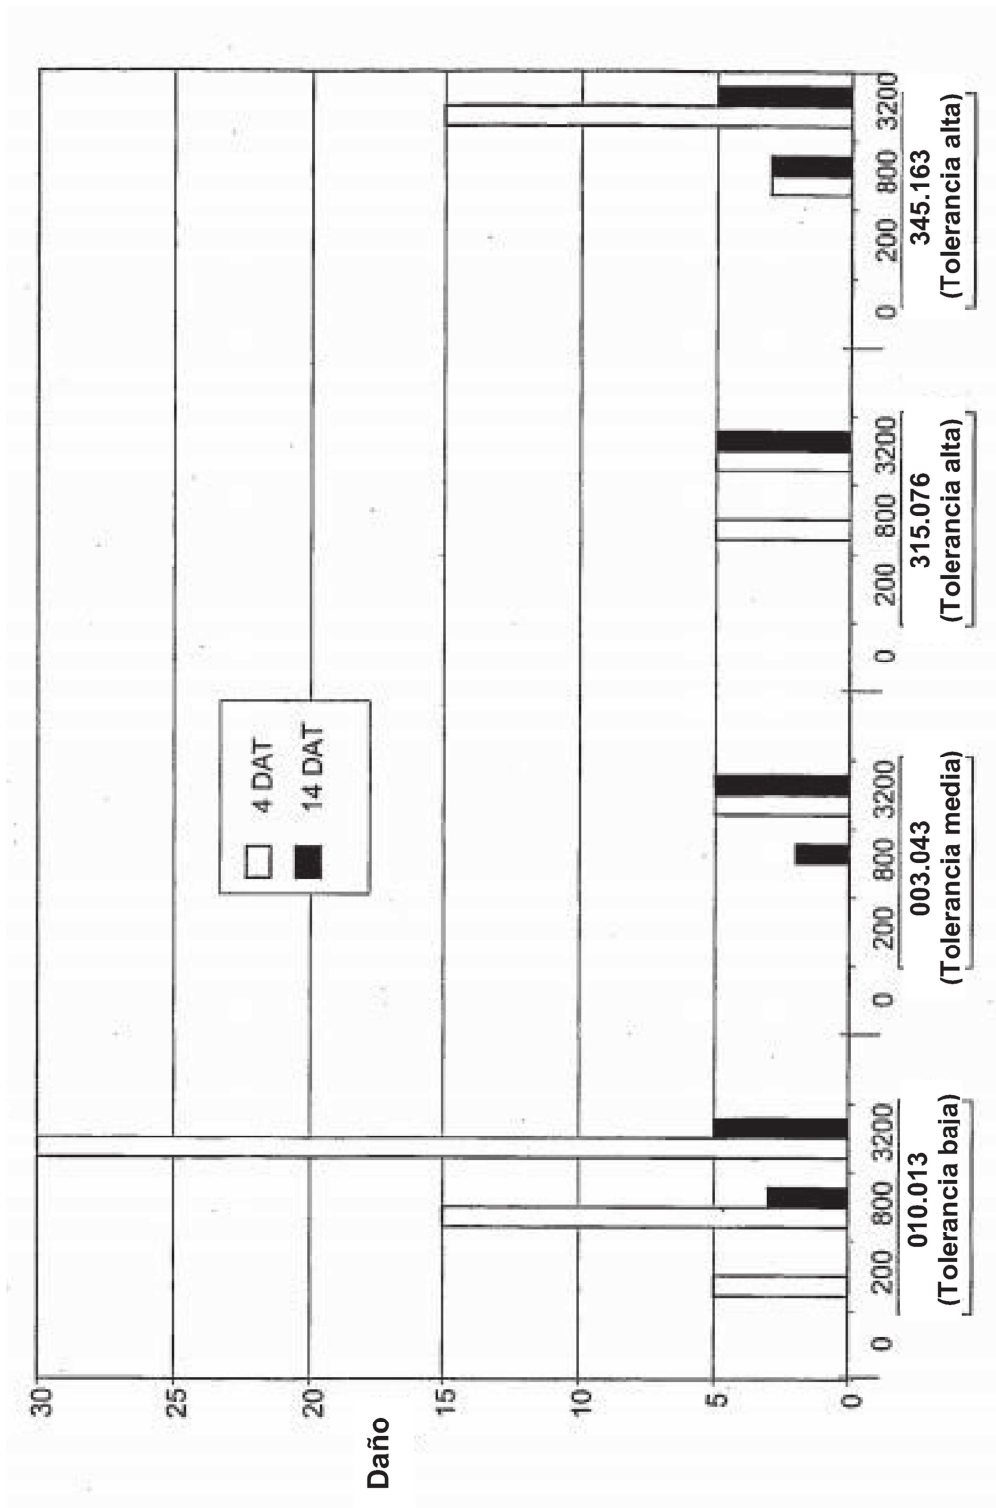 30
25
20
15
10
5
0
Daño
4 DAT
14 DAT
0 200 800 3200 0 200 800 3200 0 200 800 3200 0 200 800 3200
010.013
(Tolerancia baja)
003.043
(Tolerancia media)
315.076
(Tolerancia alta)
345.163
(Tolerancia alta)